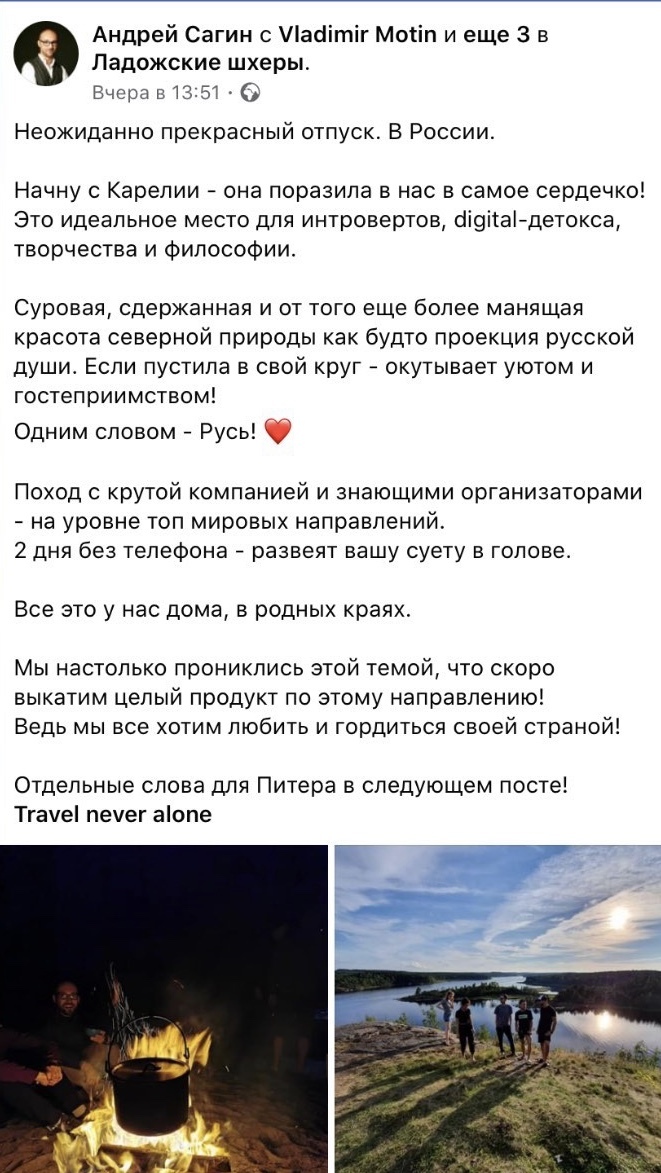 Андрей Сагин с Vladimir Motin и еще 3 в
Ладожские шхеры.
Вчера в 13:51 ·
Неожиданно прекрасный отпуск. В России.
Начну с Карелии - она поразила в нас в самое сердечко!
Это идеальное место для интровертов, digital-детокса,
творчества и философии.
Суровая, сдержанная и от того еще более манящая
красота северной природы как будто проекция русской
души. Если пустила в свой круг - окутывает уютом и
гостеприимством!
Одним словом - Русь! ❤️
Поход с крутой компанией и знающими организаторами
- на уровне топ мировых направлений.
2 дня без телефона - развеят вашу суету в голове.
Все это у нас дома, в родных краях.
Мы настолько прониклись этой темой, что скоро
выкатим целый продукт по этому направлению!
Ведь мы все хотим любить и гордиться своей страной!
Отдельные слова для Питера в следующем посте!
Travel never alone